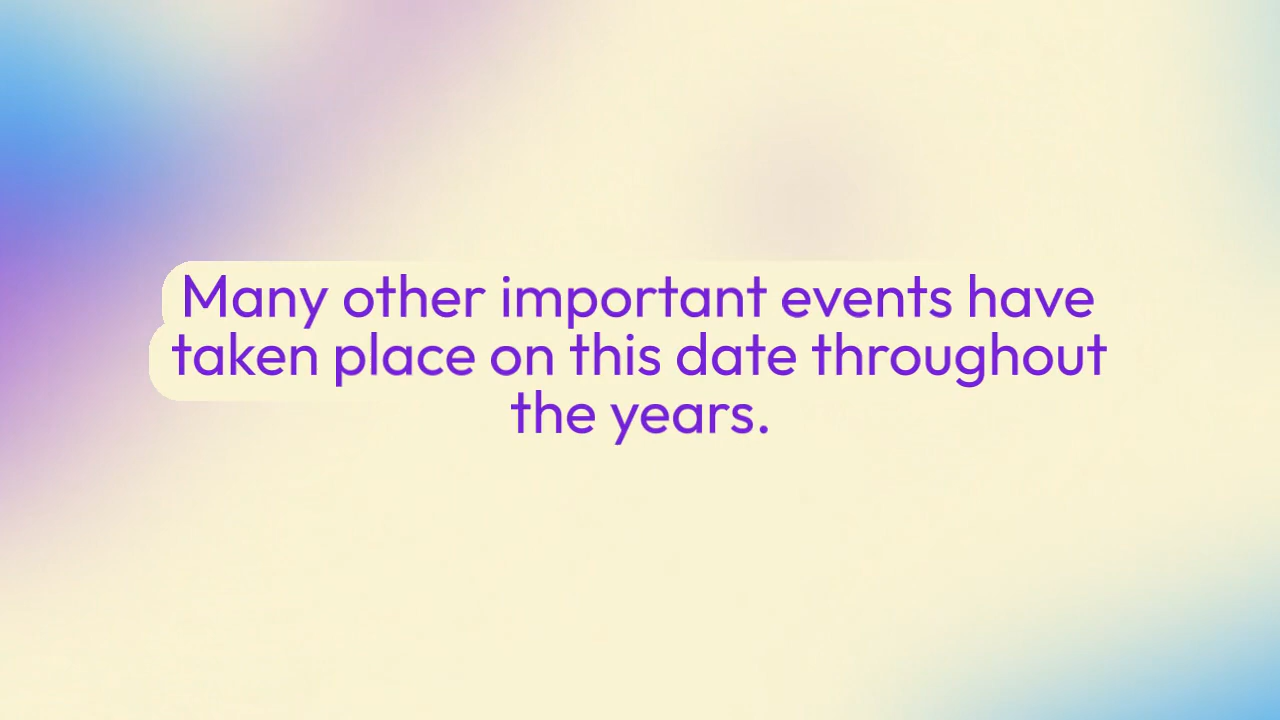 Many other important events have
taken place on this date throughout
the years.